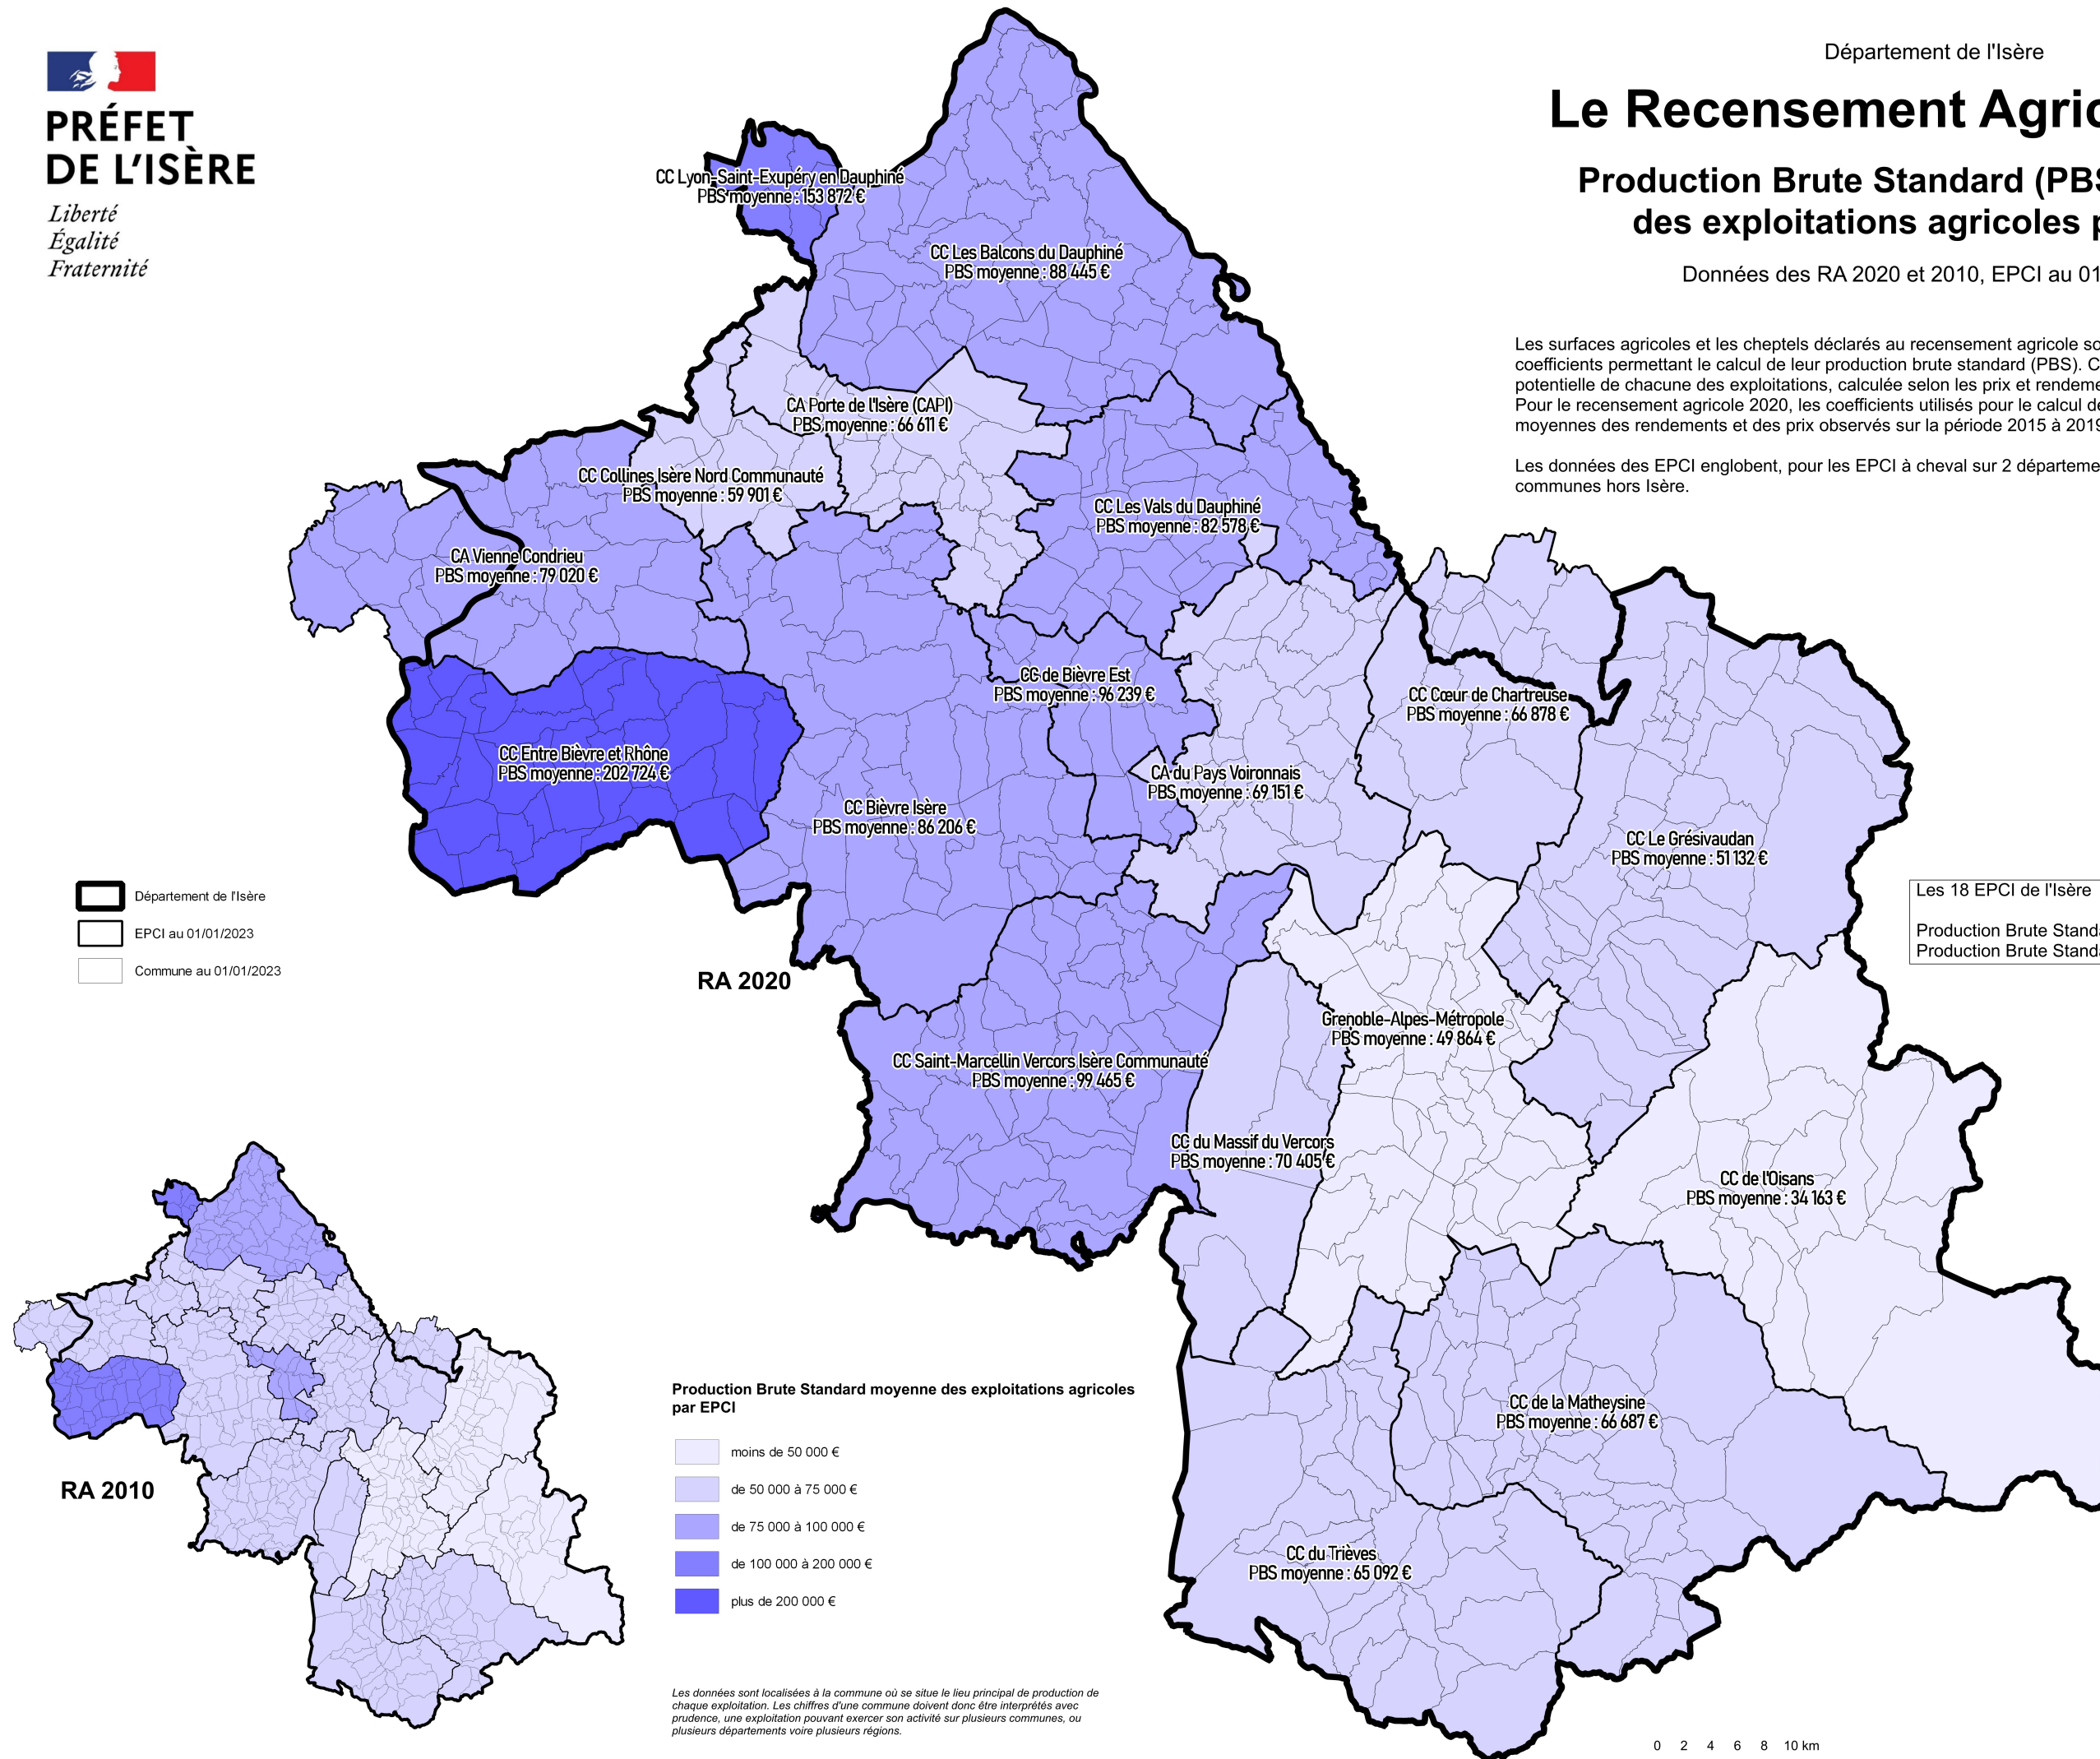 PRÉFET
DE L'ISÈRE
Liberté
Égalité
Fraternité
Département de l'Isère
Le Recensement Agric
Production Brute Standard (PBS
des exploitations agricoles p
Données des RA 2020 et 2010, EPCI au 01
Les surfaces agricoles et les cheptels déclarés au recensement agricole so
coefficients permettant le calcul de leur production brute standard (PBS). C
potentielle de chacune des exploitations, calculée selon les prix et rendeme
Pour le recensement agricole 2020, les coefficients utilisés pour le calcul de
moyennes des rendements et des prix observés sur la période 2015 à 2019
Les données des EPCI englobent, pour les EPCI à cheval sur 2 départeme
communes hors Isère.
CC Lyon-Saint-Exupéry en Dauphiné
PBS moyenne : 153 872 €
CC Les Balcons du Dauphiné
PBS moyenne : 88 445 €
CA Porte de l'Isère (CAPI)
PBS moyenne : 66 611 €
CC Collines Isère Nord Communauté
PBS moyenne : 59 901 €
CC Les Vals du Dauphiné
PBS moyenne : 82 578 €
CA Vienne Condrieu
PBS moyenne : 79 020 €
CC de Bièvre Est
PBS moyenne : 96 239 €
CC Cœur de Chartreuse
PBS moyenne : 66 878 €
CC Entre Bièvre et Rhône
PBS moyenne : 202 724 €
CA du Pays Voironnais
PBS moyenne : 69 151 €
CC Bièvre Isère
PBS moyenne : 86 206 €
CC Le Grésivaudan
PBS moyenne : 51 132 €
Les 18 EPCI de l'Isère
Production Brute Standa
Production Brute Standa
Département de l'Isère
EPCI au 01/01/2023
Commune au 01/01/2023
RA 2020
Grenoble-Alpes-Métropole
PBS moyenne : 49 864 €
CC Saint-Marcellin Vercors Isère Communauté
PBS moyenne : 99 465 €
CC du Massif du Vercors
PBS moyenne : 70 405 €
CC de l'Oisans
PBS moyenne : 34 163 €
CC de la Matheysine
PBS moyenne : 66 687 €
CC du Trièves
PBS moyenne : 65 092 €
RA 2010
Production Brute Standard moyenne des exploitations agricoles
par EPCI
moins de 50 000 €
de 50 000 à 75 000 €
de 75 000 à 100 000 €
de 100 000 à 200 000 €
plus de 200 000 €
Les données sont localisées à la commune où se situe le lieu principal de production de
chaque exploitation. Les chiffres d'une commune doivent donc être interprétés avec
prudence, une exploitation pouvant exercer son activité sur plusieurs communes, ou
plusieurs départements voire plusieurs régions.
0 2 4 6 8 10 km